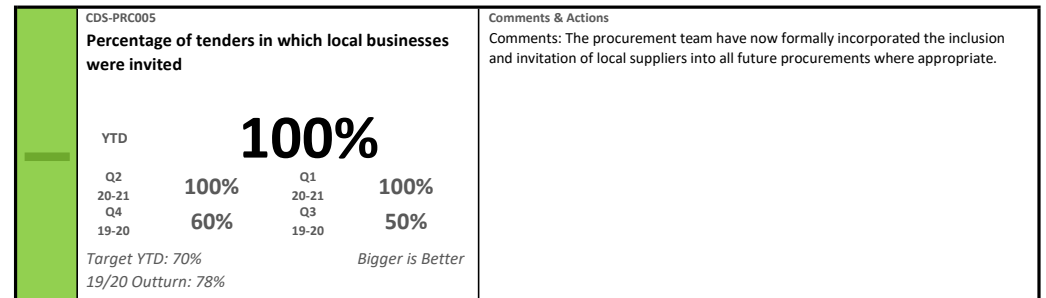 CDS-PRC005
Percentage of tenders in which local businesses
were invited
YTD 100%
Q2
20-21
100%
Q1
20-21
100%
Q4
19-20
60%
Q3
19-20
50%
Target YTD: 70% Bigger is Better
19/20 Outturn: 78%
Comments & Actions
Comments: The procurement team have now formally incorporated the inclusion
and invitation of local suppliers into all future procurements where appropriate.